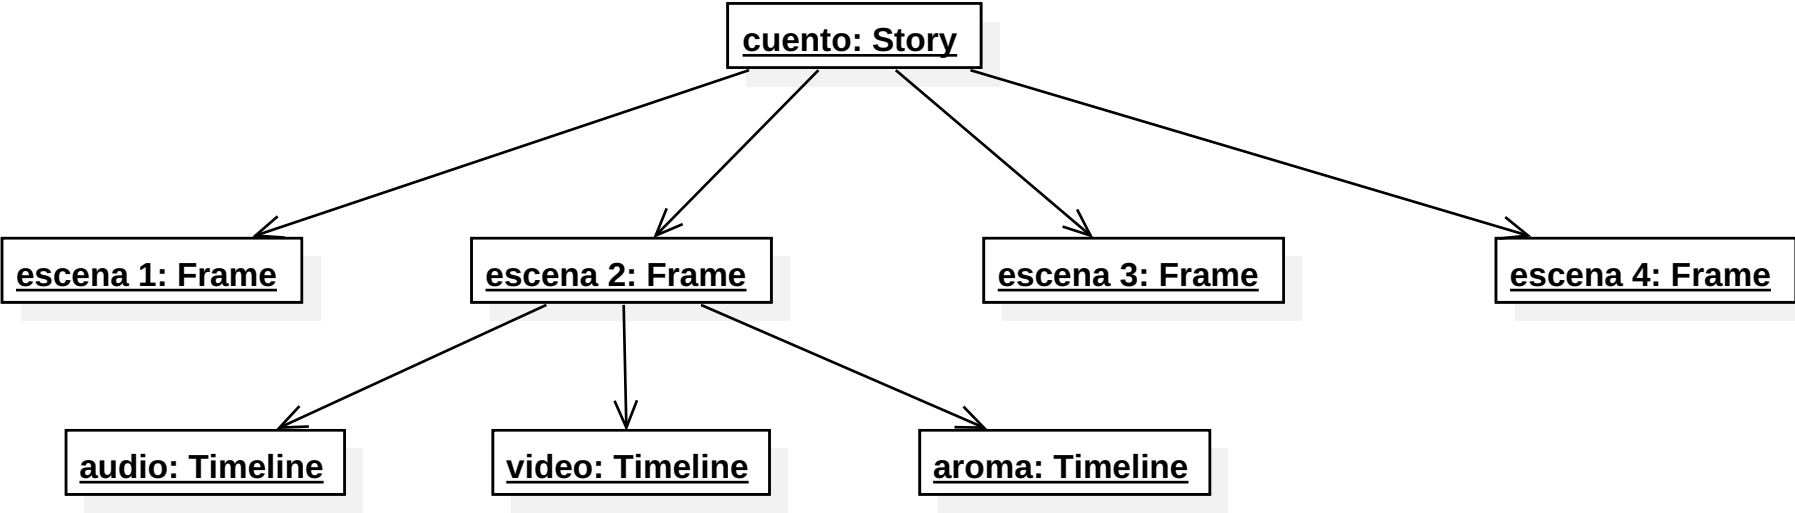 cuento: Story
escena 1: Frame
escena 2: Frame
escena 3: Frame
escena 4: Frame
audio: Timeline
video: Timeline
aroma: Timeline